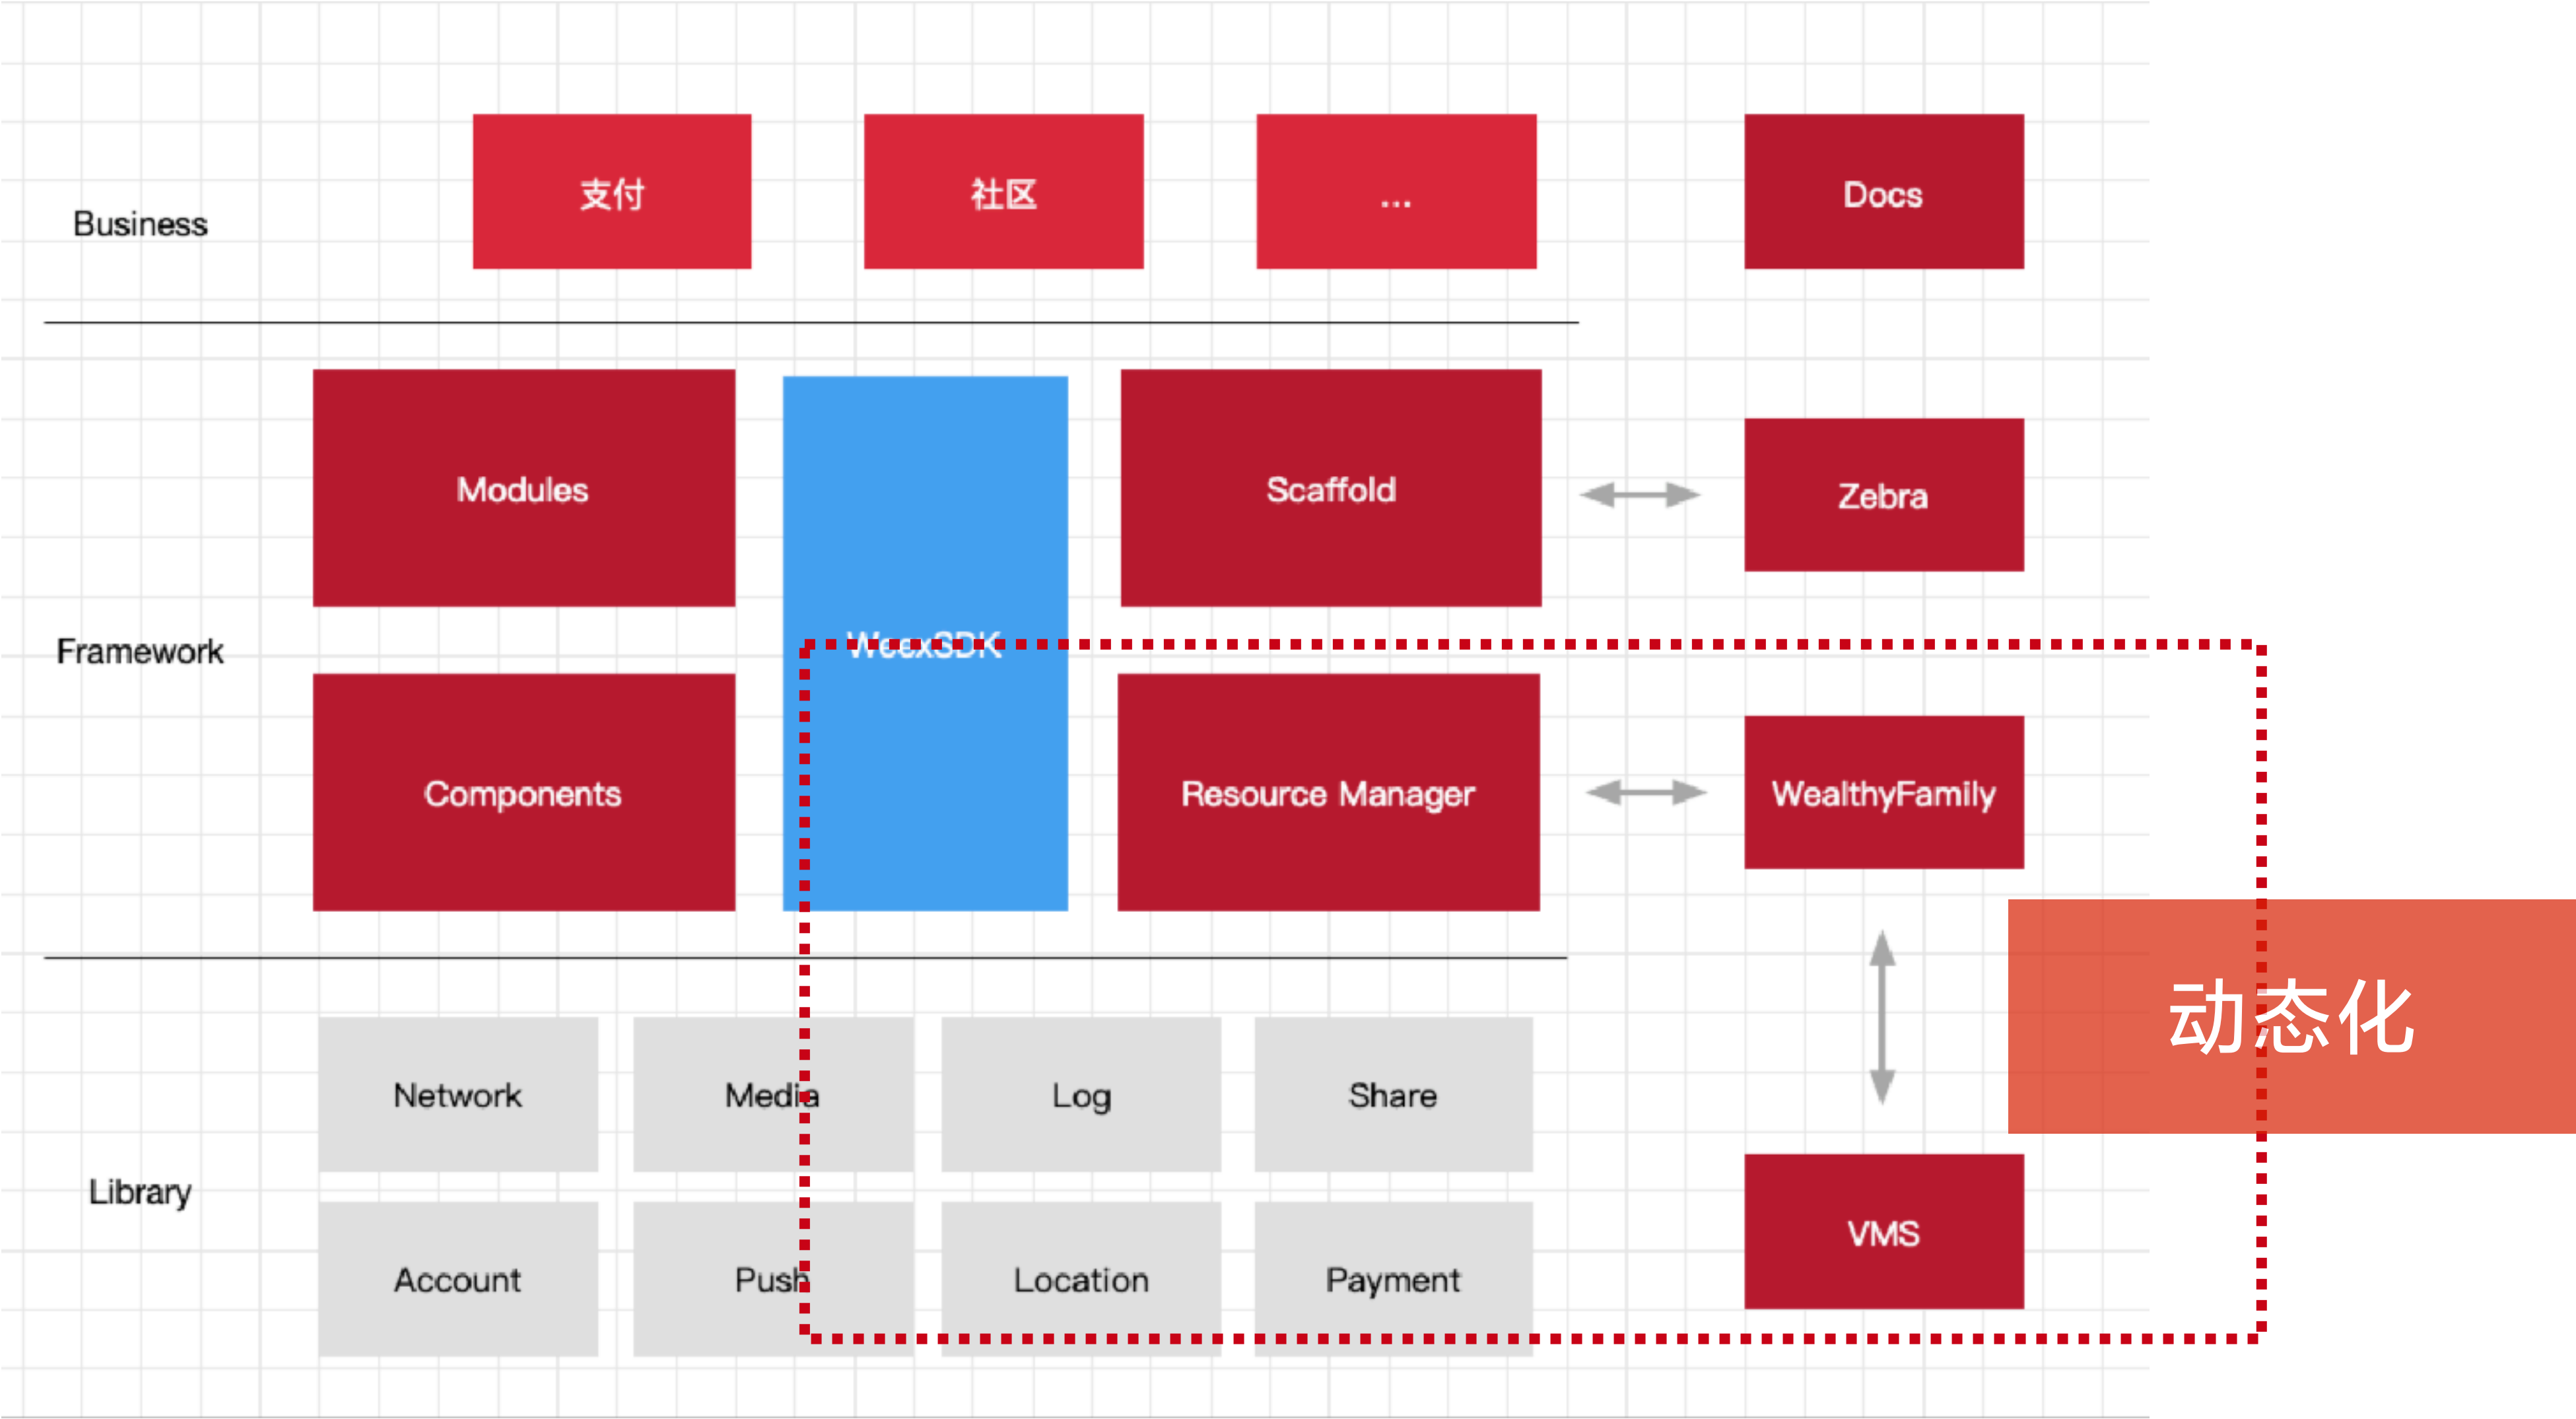 支付
社区
...
Docs
Business
Modules
Scaffold
Zebra
WeexSDK
Framework
Components
Resource Manager
WealthyFamily
动态化
Network
Media
Log
Share
Library
VMS
Account
Push
Location
Payment